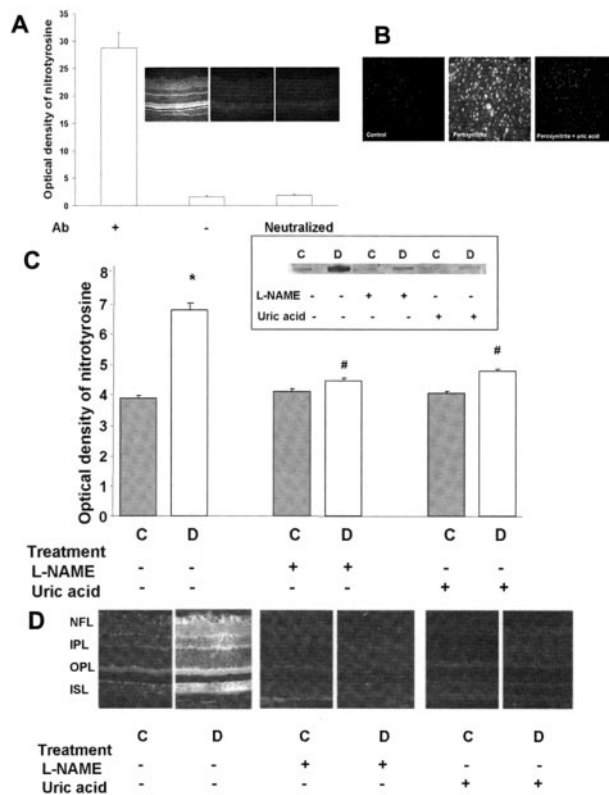 A
Optical density of nitrotyrosine
35
30
25
20
15
10
5
0
Ab + - Neutralized
B
Control Peroxynitrite Peroxynitrite + uric acid
C
Optical density of nitrotyrosine
8
7
6
5
4
3
2
1
0
* # #
C D C D C D
L-NAME - - + + - -
Uric acid - - - - + +
C D C D C D
Treatment
L-NAME - - + + - -
Uric acid - - - - + +
D
NFL
IPL
OPL
ISL
C D C D C D
Treatment
L-NAME - - + + - -
Uric acid - - - - + +